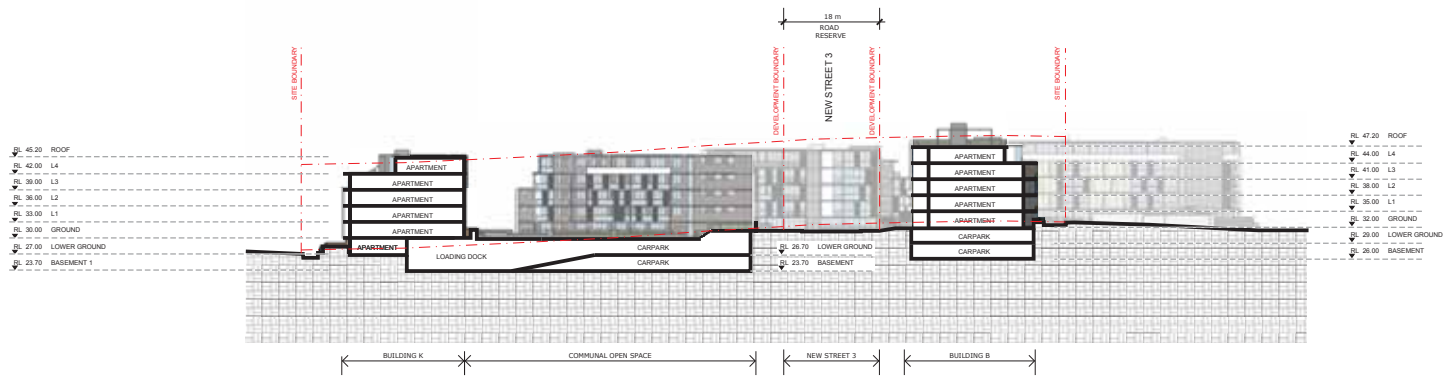 18 m
ROAD
RESERVE
SITE BOUNDARY
DEVELOPMENT BOUNDARY
NEW STREET 3
DEVELOPMENT BOUNDARY
SITE BOUNDARY
RL 45.20 ROOF
RL 42.00 L4
RL 39.00 L3
RL 36.00 L2
RL 33.00 L1
RL 30.00 GROUND
RL 27.00 LOWER GROUND
RL 23.70 BASEMENT 1
APARTMENT
APARTMENT
APARTMENT
APARTMENT
APARTMENT
APARTMENT
LOADING DOCK
CARPARK
CARPARK
RL 26.70 LOWER GROUND
RL 23.70 BASEMENT
APARTMENT
APARTMENT
APARTMENT
APARTMENT
APARTMENT
CARPARK
CARPARK
RL 47.20 ROOF
RL 44.00 L4
RL 41.00 L3
RL 38.00 L2
RL 35.00 L1
RL 32.00 GROUND
RL 29.00 LOWER GROUND
RL 26.00 BASEMENT
BUILDING K
COMMUNAL OPEN SPACE
NEW STREET 3
BUILDING B